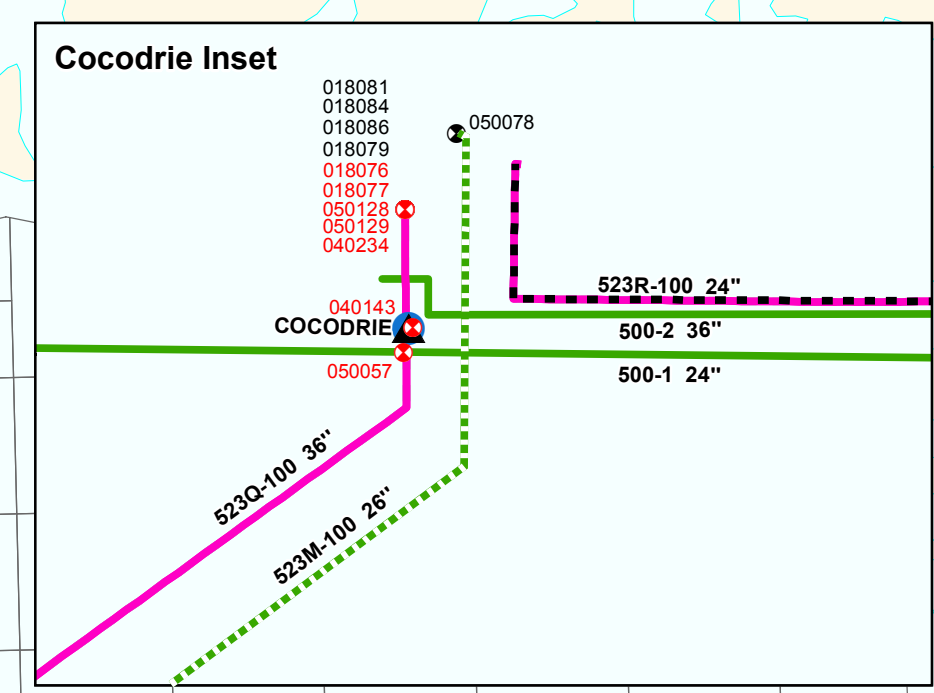 Cocodrie Inset
018081
018084
018086
018079
018076
018077
050128
050129
040234
050078
523R-100 24"
040143
COCODRIE
500-2 36"
050057
500-1 24"
523Q-100 36"
523M-100 26"